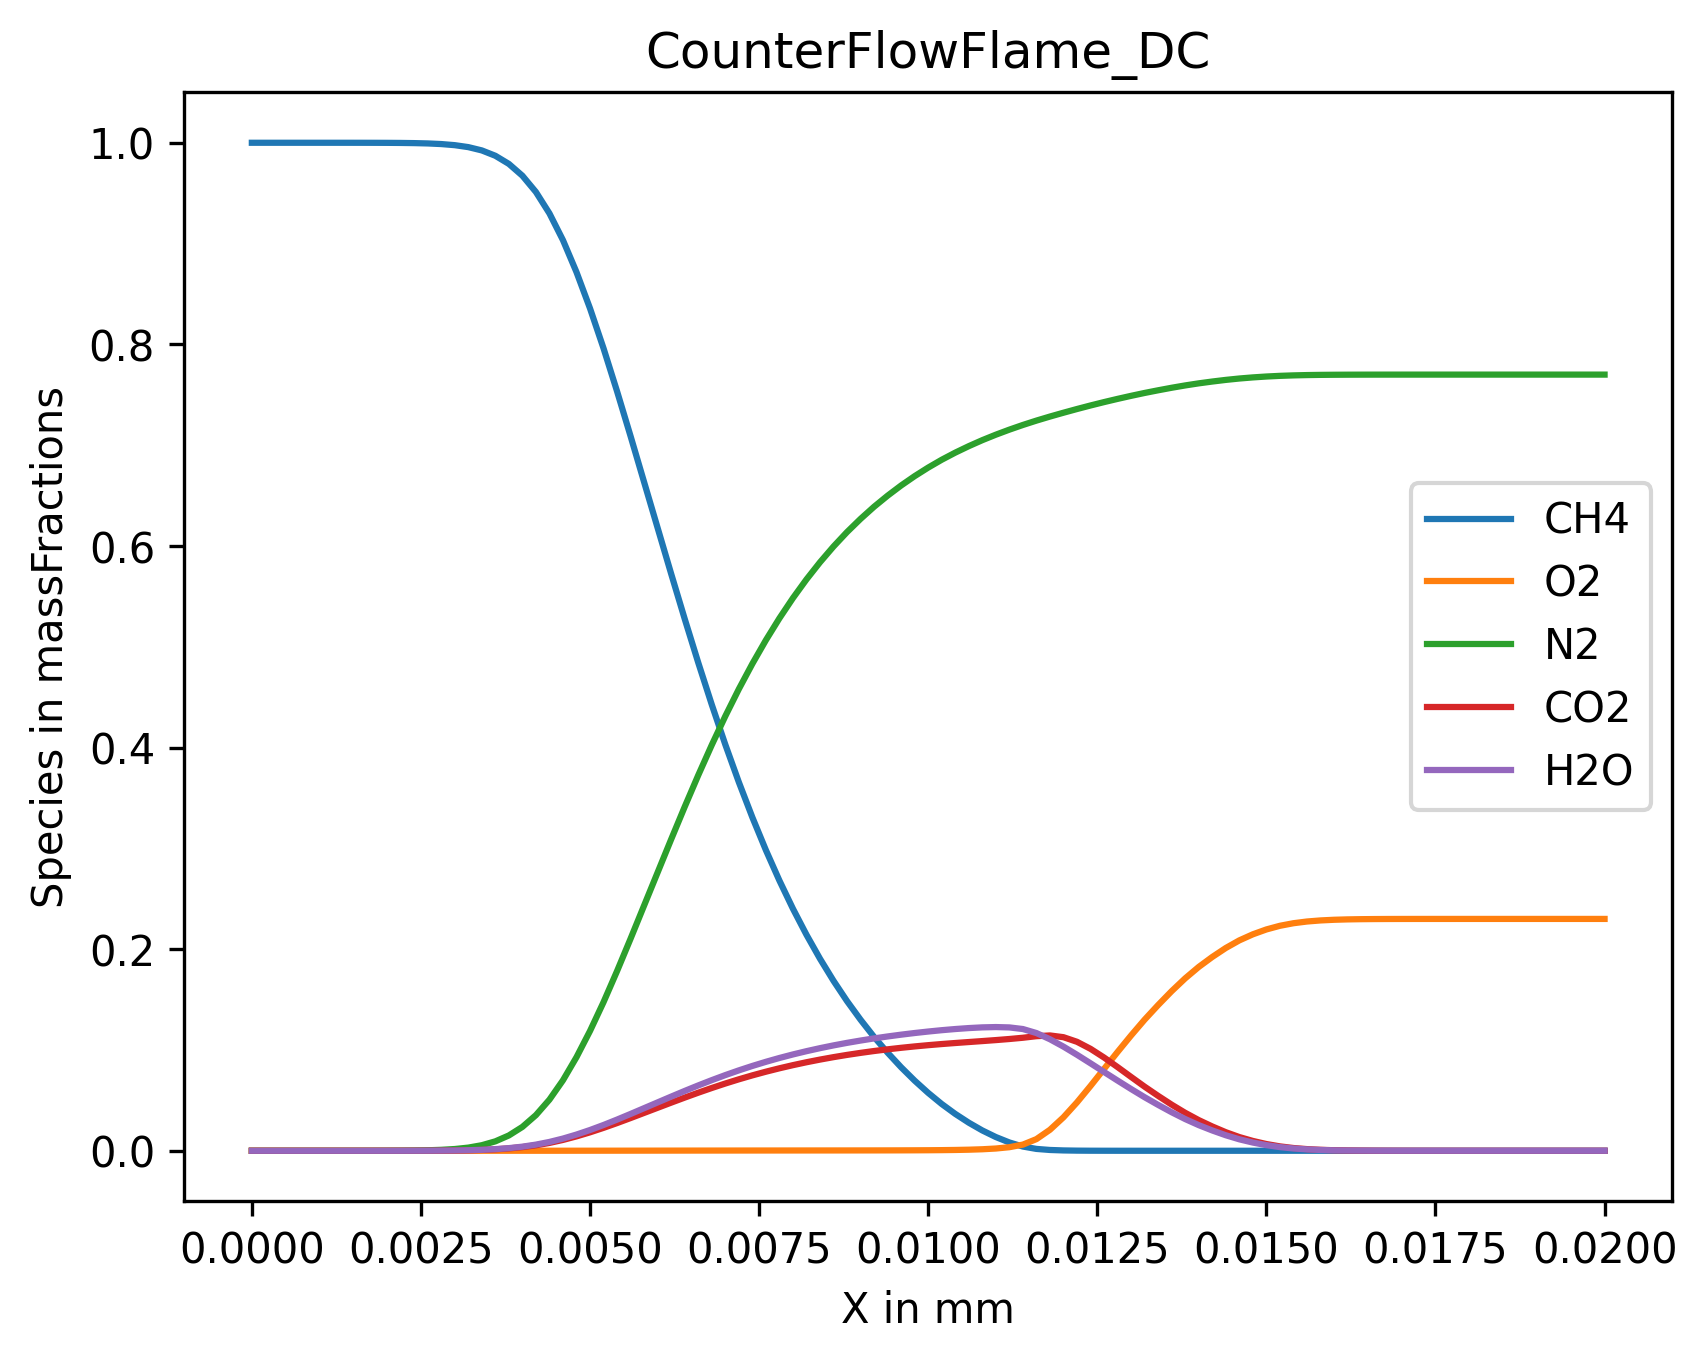 CounterFlowFlame_DC
1.0
0.8
0.6
0.4
0.2
0.0
Species in massFractions
CH4
O2
N2
CO2
H2O
0.0000 0.0025 0.0050 0.0075 0.0100 0.0125 0.0150 0.0175 0.0200
X in mm